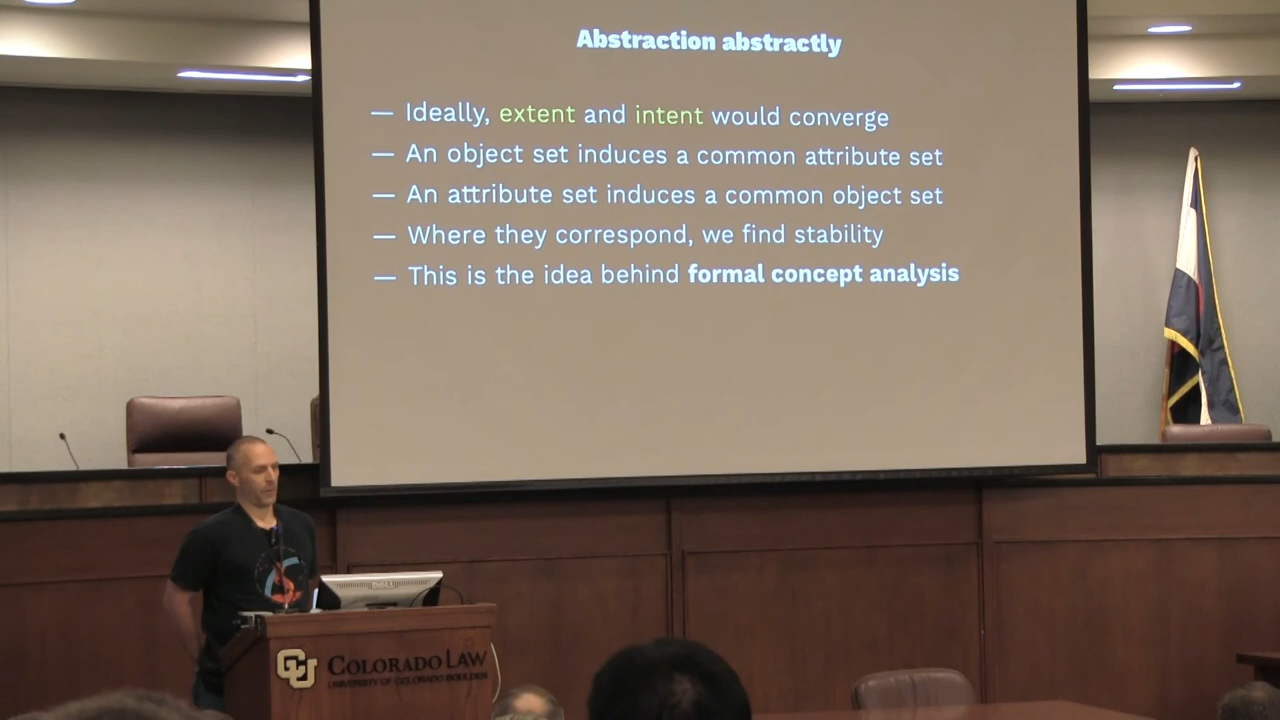 Abstraction abstractly
— Ideally, extent and intent would converge
— An object set induces a common attribute set
— An attribute set induces a common object set
— Where they correspond, we find stability
— This is the idea behind formal concept analysis
CU COLORADO LAW
UNIVERSITY OF COLORADO BOULDER